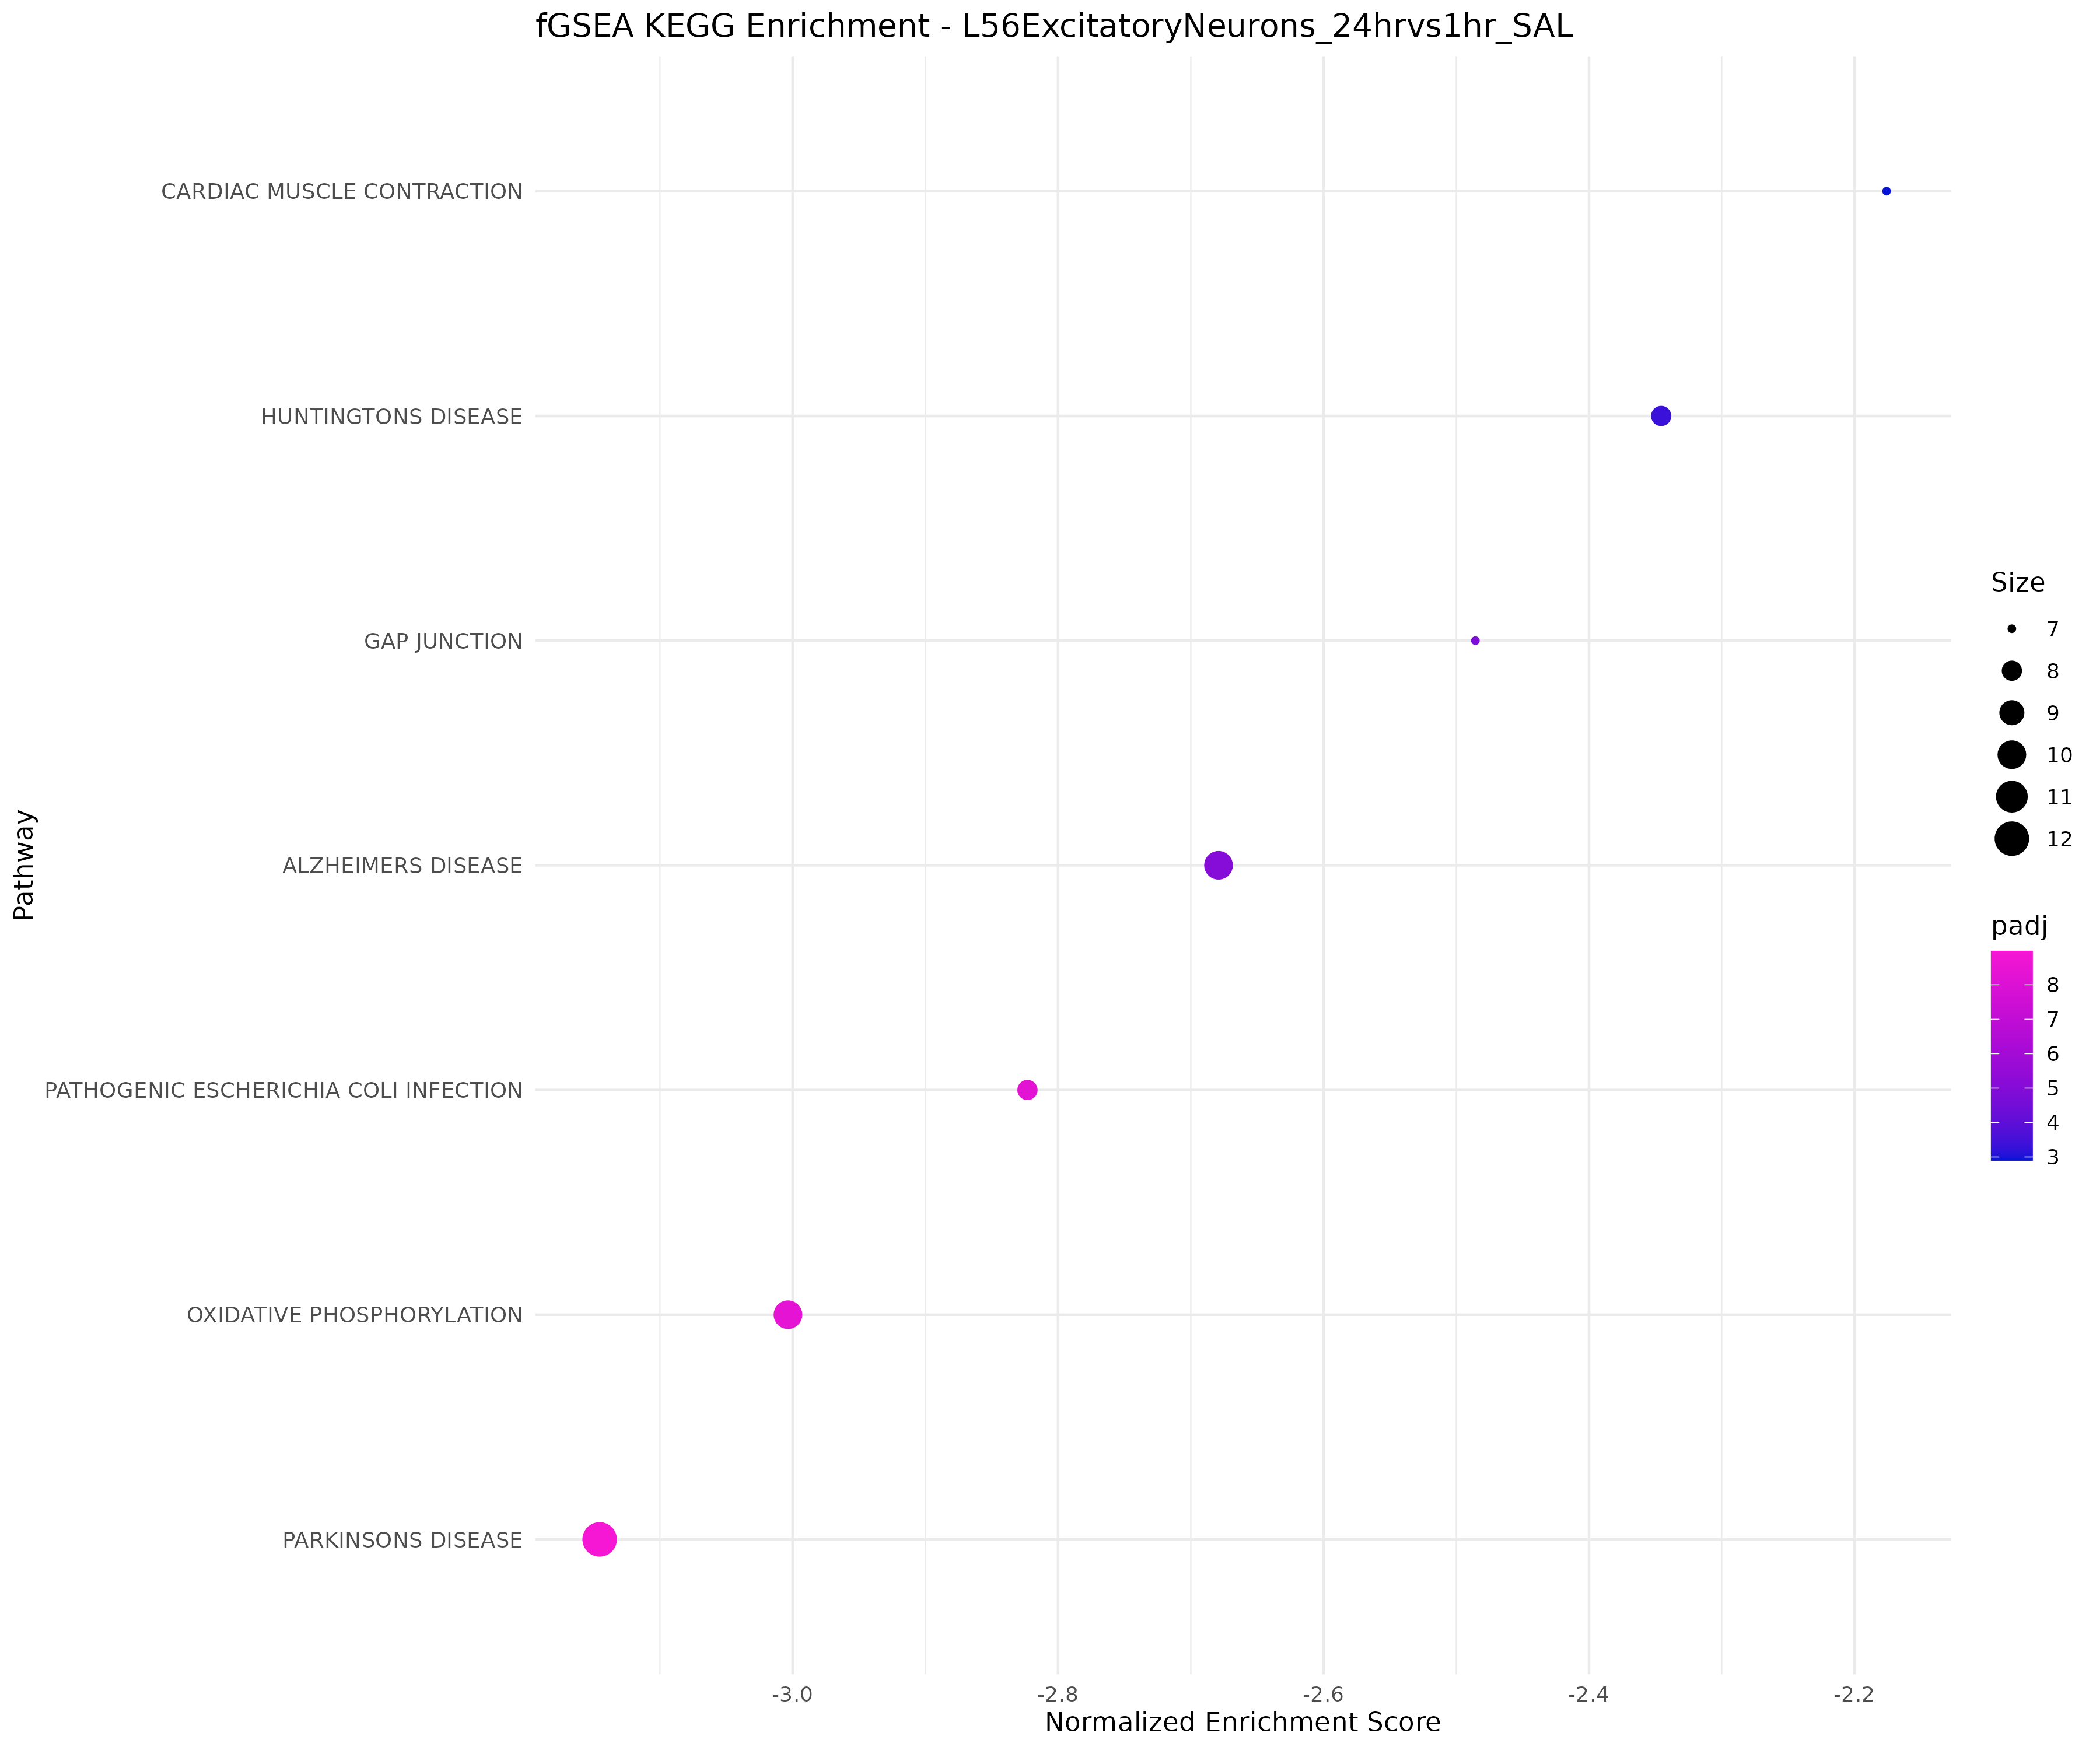 fGSEA KEGG Enrichment - L56ExcitatoryNeurons_24hrvs1hr_SAL
CARDIAC MUSCLE CONTRACTION
HUNTINGTONS DISEASE
GAP JUNCTION
ALZHEIMERS DISEASE
PATHOGENIC ESCHERICHIA COLI INFECTION
OXIDATIVE PHOSPHORYLATION
PARKINSONS DISEASE
Pathway
-3.0
-2.8
-2.6
-2.4
-2.2
Normalized Enrichment Score
Size
7
8
9
10
11
12
padj
8
7
6
5
4
3